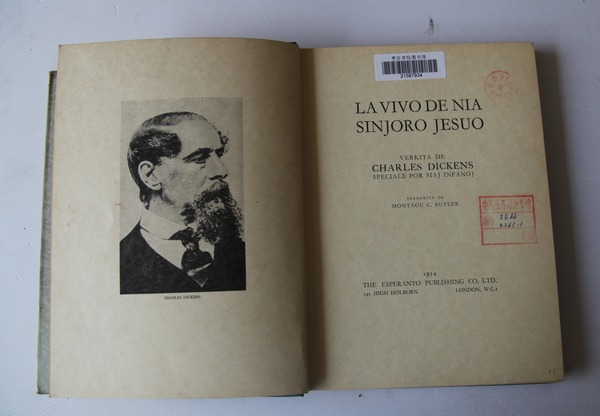 CHARLES DICKENS
21567934
LA VIVO DE NIA
SINJORO JESUO
VERKITA DE
CHARLES DICKENS
SPECIALE POR SIAJ INFANOJ
TRADUKITA DE
MONTAGU C. BUTLER
1934
THE ESPERANTO PUBLISHING CO. LTD.
142 HIGH HOLBORN LONDON, W.C.1